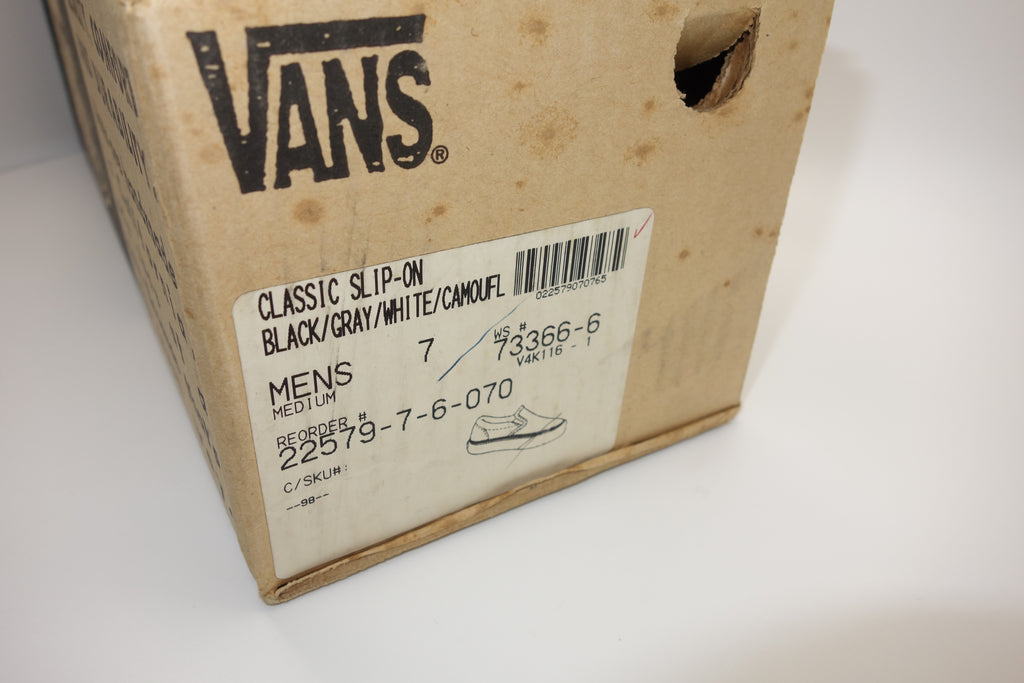 VANS®
CLASSIC SLIP-ON
BLACK/GRAY/WHITE/CAMOUFL
022579070765
MENS
MEDIUM
7
WS #
73366-6
V4K116 - 1
REORDER #
22579-7-6-070
C/SKU#:
--98--